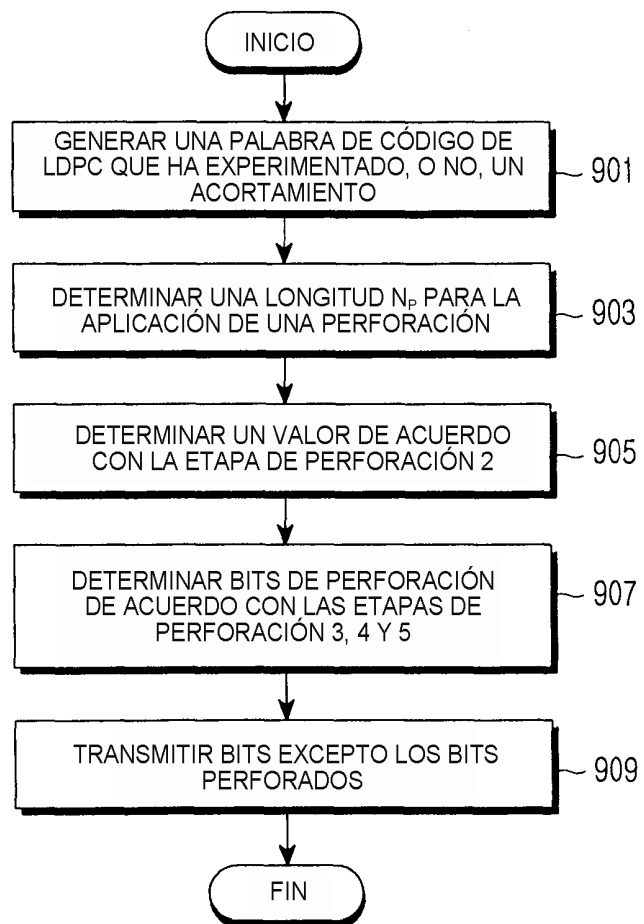 INICIO
GENERAR UNA PALABRA DE CÓDIGO DE
LDPC QUE HA EXPERIMENTADO, O NO, UN
ACORTAMIENTO
901
DETERMINAR UNA LONGITUD Nₚ PARA LA
APLICACIÓN DE UNA PERFORACIÓN
903
DETERMINAR UN VALOR DE ACUERDO
CON LA ETAPA DE PERFORACIÓN 2
905
DETERMINAR BITS DE PERFORACIÓN
DE ACUERDO CON LAS ETAPAS DE
PERFORACIÓN 3, 4 Y 5
907
TRANSMITIR BITS EXCEPTO LOS BITS
PERFORADOS
909
FIN